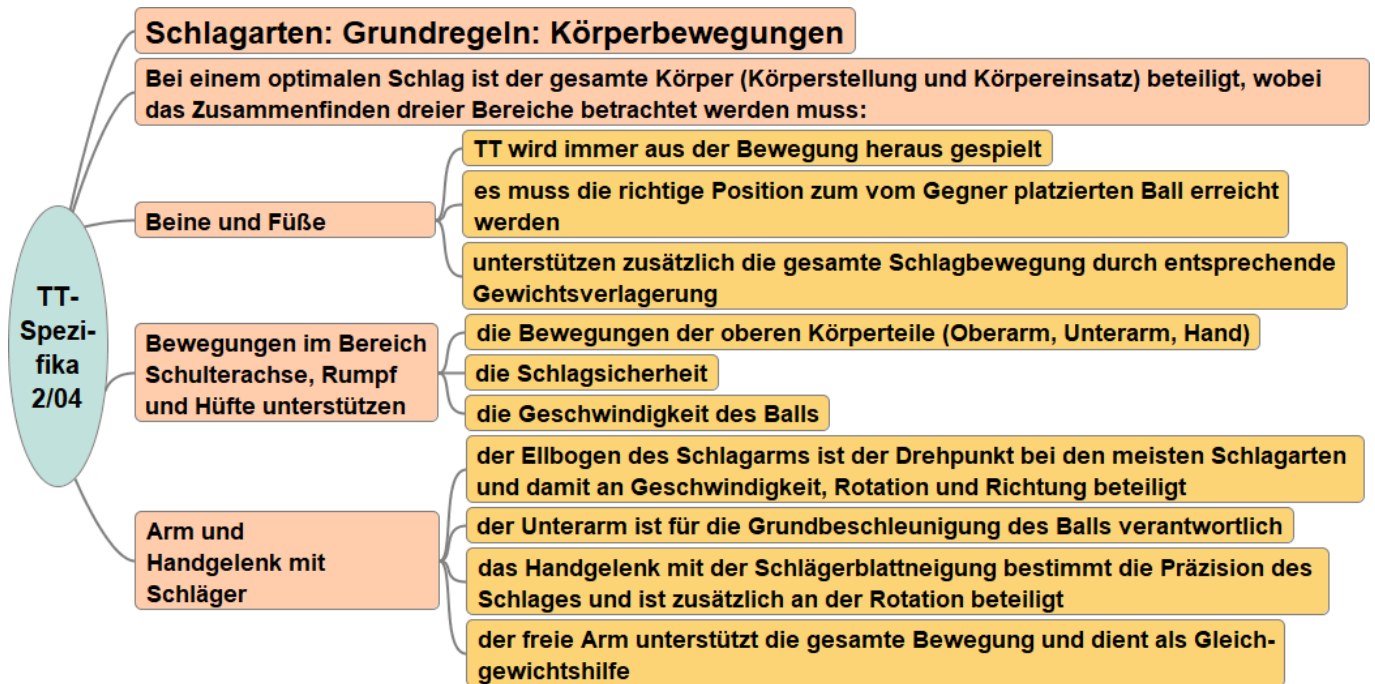 Schlagarten: Grundregeln: Körperbewegungen
Bei einem optimalen Schlag ist der gesamte Körper (Körperstellung und Körpereinsatz) beteiligt, wobei
das Zusammenfinden dreier Bereiche betrachtet werden muss:
TT-
Spezi-
fika
2/04
Beine und Füße
TT wird immer aus der Bewegung heraus gespielt
es muss die richtige Position zum vom Gegner platzierten Ball erreicht
werden
unterstützen zusätzlich die gesamte Schlagbewegung durch entsprechende
Gewichtsverlagerung
Bewegungen im Bereich
Schulterachse, Rumpf
und Hüfte unterstützen
die Bewegungen der oberen Körperteile (Oberarm, Unterarm, Hand)
die Schlagsicherheit
die Geschwindigkeit des Balls
Arm und
Handgelenk mit
Schläger
der Ellbogen des Schlagarms ist der Drehpunkt bei den meisten Schlagarten
und damit an Geschwindigkeit, Rotation und Richtung beteiligt
der Unterarm ist für die Grundbeschleunigung des Balls verantwortlich
das Handgelenk mit der Schlägerblattneigung bestimmt die Präzision des
Schlages und ist zusätzlich an der Rotation beteiligt
der freie Arm unterstützt die gesamte Bewegung und dient als Gleich-
gewichtshilfe